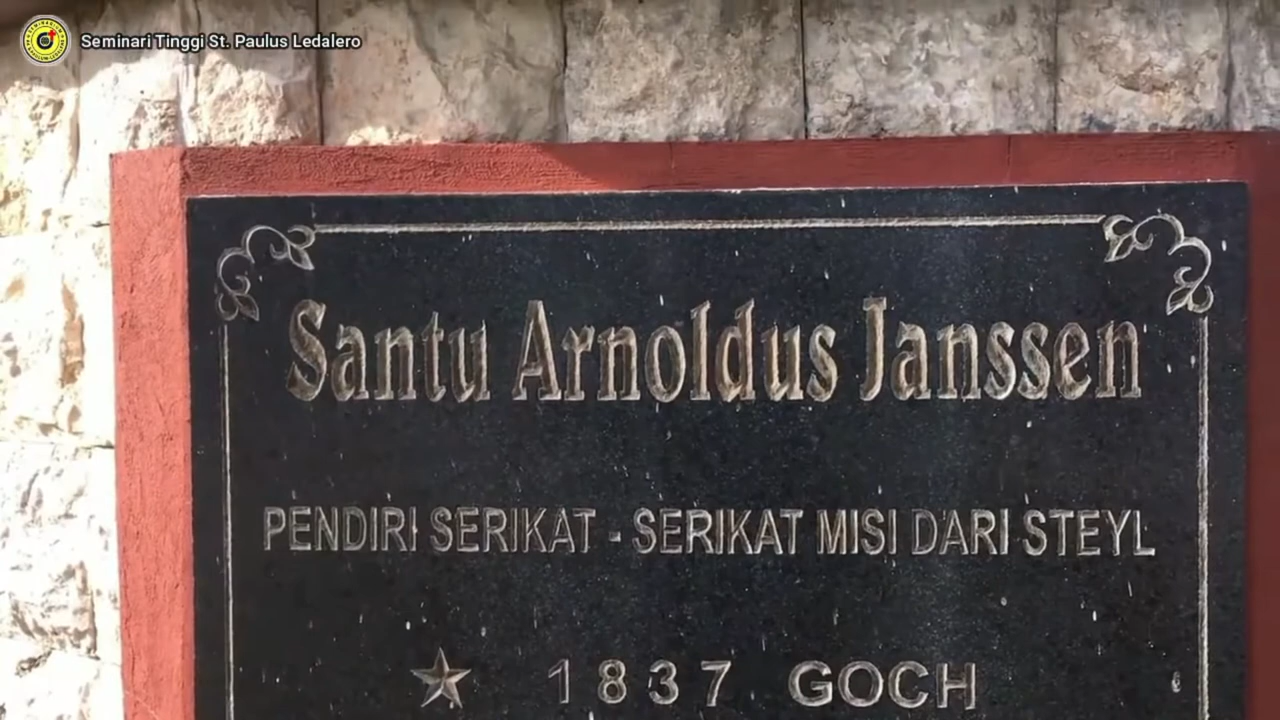 Seminari Tinggi St. Paulus Ledalero
Santu Arnoldus Janssen
PENDIRI SERIKAT - SERIKAT MISI DARI STEYL
1837 GOCH